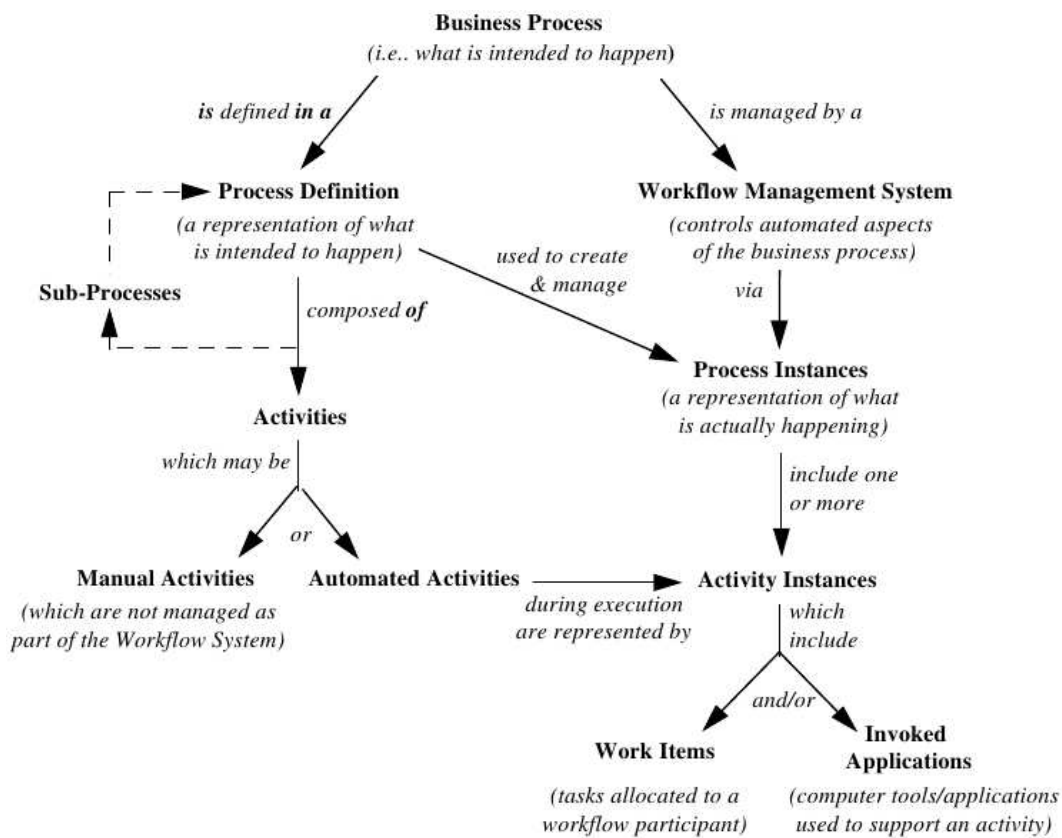 Business Process
(i.e.. what is intended to happen)
is defined in a
is managed by a
Process Definition
(a representation of what
is intended to happen)
Workflow Management System
(controls automated aspects
of the business process)
used to create
& manage
via
Sub-Processes
composed of
Process Instances
(a representation of what
is actually happening)
Activities
which may be
include one
or more
or
Manual Activities
(which are not managed as
part of the Workflow System)
Automated Activities
during execution
are represented by
Activity Instances
which
include
and/or
Work Items
(tasks allocated to a
workflow participant)
Invoked
Applications
(computer tools/applications
used to support an activity)